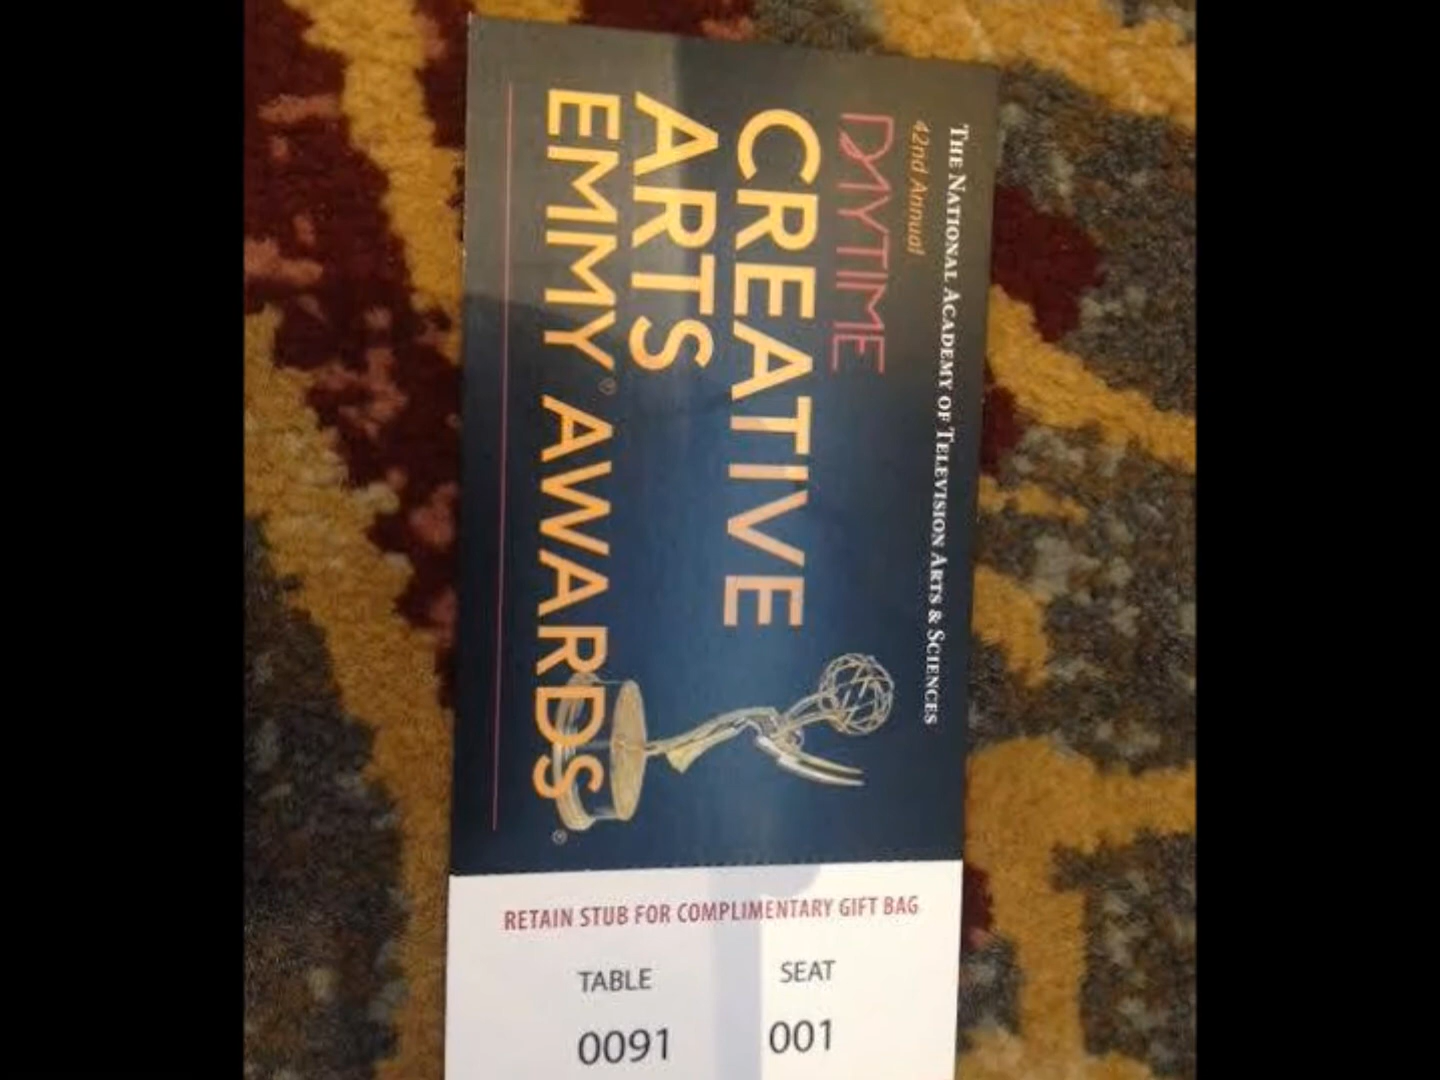 THE NATIONAL ACADEMY OF TELEVISION ARTS & SCIENCES
42nd Annual
DAYTIME
CREATIVE
ARTS
EMMY® AWARDS®
RETAIN STUB FOR COMPLIMENTARY GIFT BAG
TABLE SEAT
0091 001